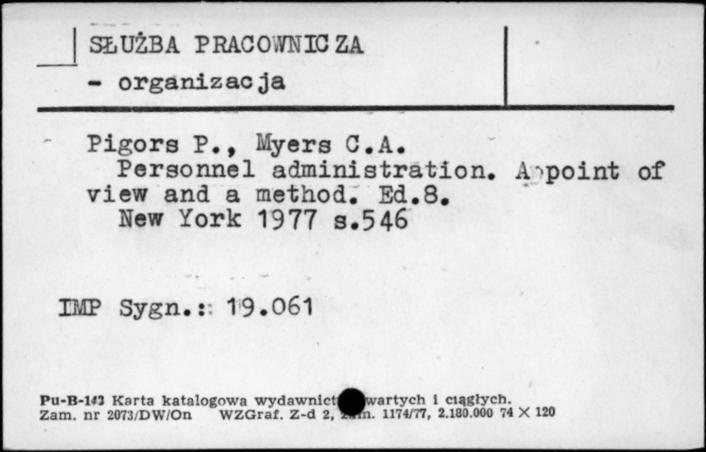 SŁUŻBA PRACOWNICZA
- organizacja
Pigors P., Myers C.A.
Personnel administration. A point of
view and a method. Ed.8.
New York 1977 s.546
IMP Sygn.: 19.061
Pu-B-143 Karta katalogowa wydawnict wartych i ciągłych.
Zam. nr 2073/DW/On WZGraf. Z-d 2, zam. 1174/77, 2.180.000 74 X 120